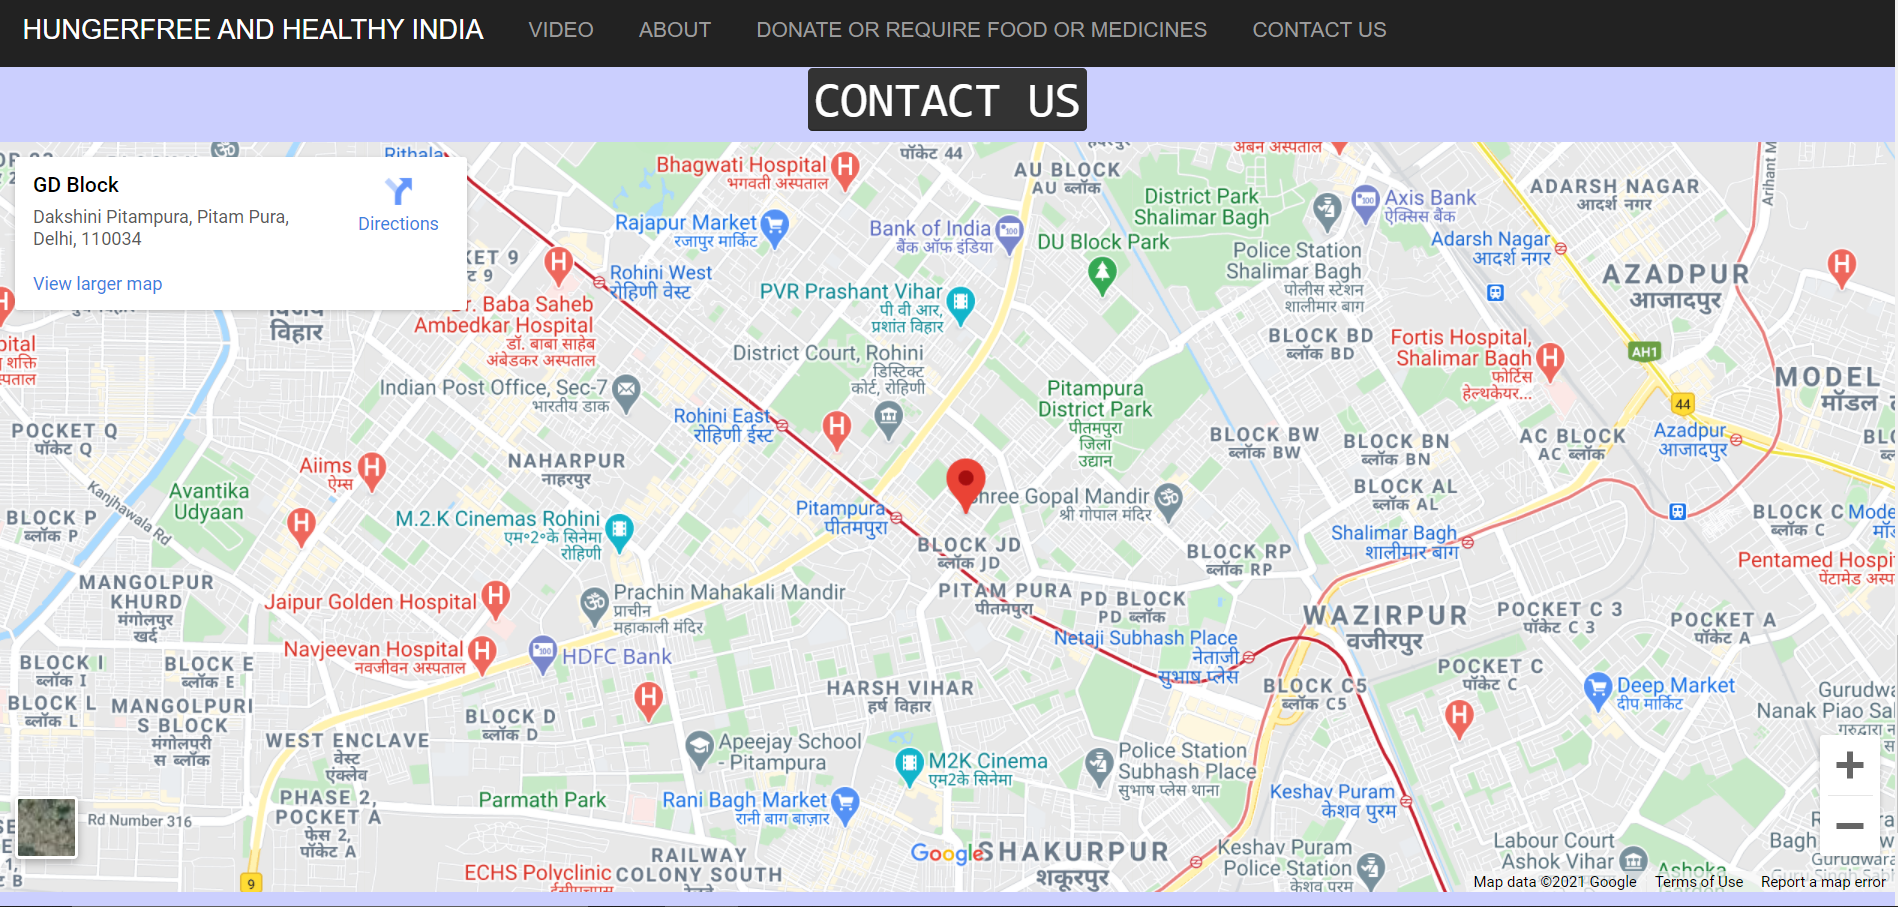 HUNGERFREE AND HEALTHY INDIA
VIDEO
ABOUT
DONATE OR REQUIRE FOOD OR MEDICINES
CONTACT US
CONTACT US
GD Block
Dakshini Pitampura, Pitam Pura,
Delhi, 110034
Directions
View larger map
Rithala
Bhagwati Hospital
भगवती अस्पताल
पॉकेट 44
AU BLOCK
AU ब्लॉक
District Park
Shalimar Bagh
Axis Bank
ऐक्सिस बैंक
ADARSH NAGAR
आदर्श नगर
Rajapur Market
रजापुर मार्किट
Bank of India
बैंक ऑफ इंडिया
DU Block Park
Police Station
Shalimar Bagh
पोलीस स्टेशन
शालीमार बाग
Adarsh Nagar
आदर्श नगर
AZADPUR
आजादपुर
Rohini West
रोहिणी वेस्ट
PVR Prashant Vihar
पी वी आर,
प्रशांत विहार
Dr. Baba Saheb
Ambedkar Hospital
डॉ. बाबा साहेब
अंबेडकर अस्पताल
विहार
BLOCK BD
ब्लॉक BD
Fortis Hospital,
Shalimar Bagh
फोर्टिस
हेल्थकेयर...
AH1
44
MODEL
मॉडल
District Court, Rohini
डिस्ट्रिक्ट
कोर्ट, रोहिणी
Indian Post Office, Sec-7
भारतीय डाक
Pitampura
District Park
पीतमपुरा
जिला
उद्यान
Rohini East
रोहिणी ईस्ट
POCKET Q
पॉकेट Q
BLOCK BW
ब्लॉक BW
BLOCK BN
ब्लॉक BN
AC BLOCK
AC ब्लॉक
Azadpur
आजादपुर
Aiims
ऐम्स
NAHARPUR
नाहरपुर
Avantika
Udyaan
Kanjhawala Rd
BLOCK P
ब्लॉक P
M.2.K Cinemas Rohini
एम॰2॰के सिनेमा
रोहिणी
Pitampura
पीतमपुरा
Shree Gopal Mandir
श्री गोपाल मंदिर
BLOCK AL
ब्लॉक AL
BLOCK C
ब्लॉक C
Shalimar Bagh
शालीमार बाग
BLOCK JD
ब्लॉक JD
BLOCK RP
ब्लॉक RP
MANGOLPUR
KHURD
मंगोलपुर
खर्द
Jaipur Golden Hospital
Prachin Mahakali Mandir
प्राचीन
महाकाली मंदिर
PITAM PURA
पीतमपुरा
PD BLOCK
PD ब्लॉक
WAZIRPUR
वजीरपुर
POCKET C 3
पॉकेट C 3
POCKET A
पॉकेट A
Navjeevan Hospital
नवजीवन अस्पताल
HDFC Bank
Netaji Subhash Place
नेताजी
सुभाष प्लेस
BLOCK I
ब्लॉक I
BLOCK E
ब्लॉक E
BLOCK L
ब्लॉक L
MANGOLPURI
S BLOCK
मंगोलपुरी
स ब्लॉक
BLOCK D
ब्लॉक D
HARSH VIHAR
हर्ष विहार
BLOCK C5
ब्लॉक C5
POCKET C
पॉकेट C
Deep Market
दीप मार्किट
WEST ENCLAVE
वेस्ट
एंक्लेव
Apeejay School
- Pitampura
M2K Cinema
एम2के सिनेमा
Police Station
Subhash Place
सुभाष प्लेस थाना
PHASE 2,
POCKET A
फेस 2,
पॉकेट A
Rd Number 316
Parmath Park
Rani Bagh Market
रानी बाग बाज़ार
Keshav Puram
केशव पुरम
Google
SHAKURPUR
शकूरपुर
RAILWAY
COLONY SOUTH
ECHS Polyclinic
9
Keshav Puram
Police Station
केशव पुरम
Labour Court
Ashok Vihar
Ashoka
Map data ©2021 Google
Terms of Use
Report a map error